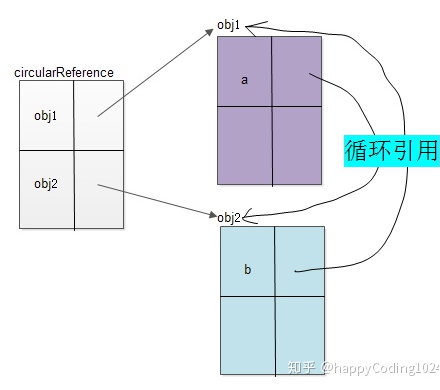 obj1
circularReference
a
obj1
循环引用
obj2
obj2
b
知乎 @happyCoding1024